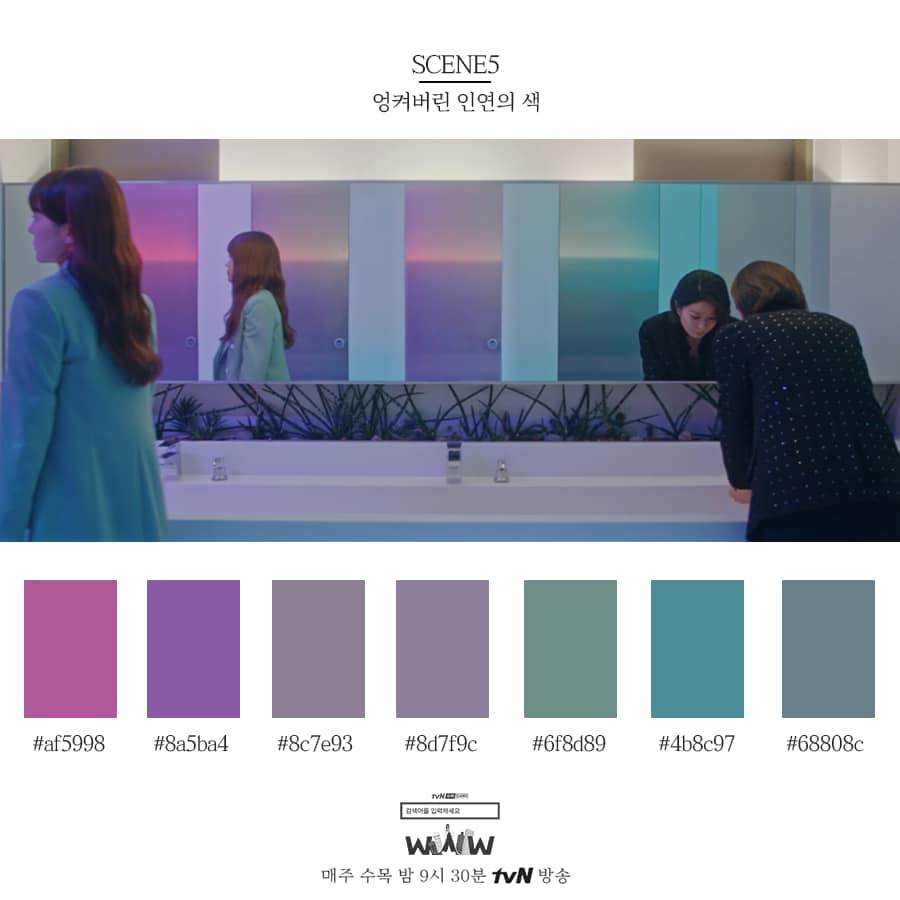 SCENE5
엉켜버린 인연의 색
#af5998 #8a5ba4 #8c7e93 #8d7f9c #6f8d89 #4b8c97 #68808c
tvN
검색어를 입력하세요
WWW
매주 수목 밤 9시 30분 tvN 방송